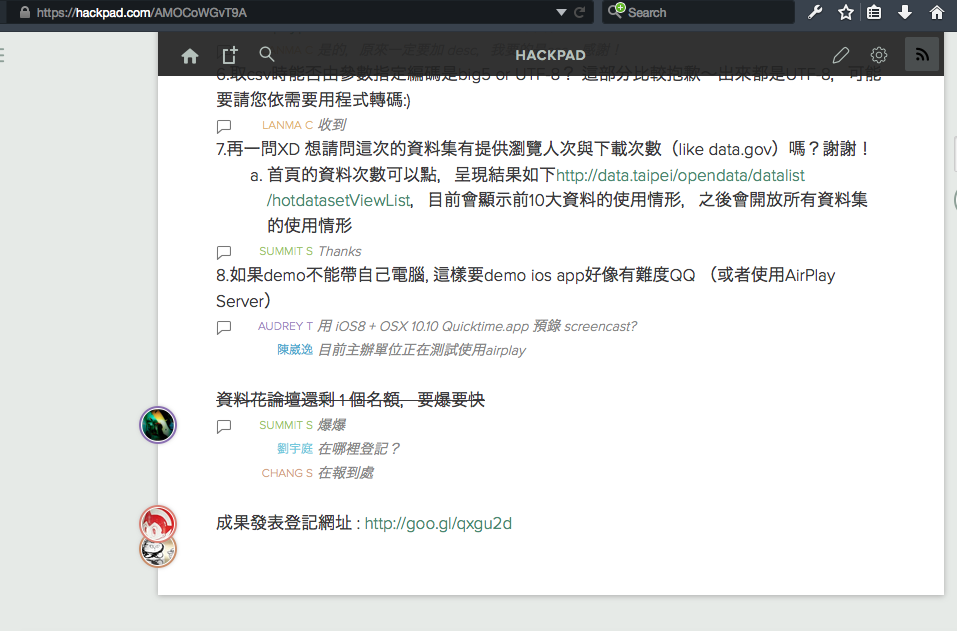 https://hackpad.com/AMOCoWGvT9A
Search
HACKPAD
6.取csv時能否由參數指定編碼是big5 or UTF-8？ 這部分比較抱歉～出來都是UTF-8，可能
要請您依需要用程式轉碼:)
LANMA C 收到
7.再一問XD 想請問這次的資料集有提供瀏覽人次與下載次數（like data.gov）嗎？謝謝！
a. 首頁的資料次數可以點，呈現結果如下http://data.taipei/opendata/datalist
/hotdatasetViewList，目前會顯示前10大資料的使用情形，之後會開放所有資料集
的使用情形
SUMMIT S Thanks
8.如果demo不能帶自己電腦, 這樣要demo ios app好像有難度QQ （或者使用AirPlay
Server）
AUDREY T 用 iOS8 + OSX 10.10 Quicktime.app 預錄 screencast?
陳崴逸 目前主辦單位正在測試使用airplay
資料花論壇還剩 1 個名額，要爆要快
SUMMIT S 爆爆
劉宇庭 在哪裡登記？
CHANG S 在報到處
成果發表登記網址 : http://goo.gl/qxgu2d